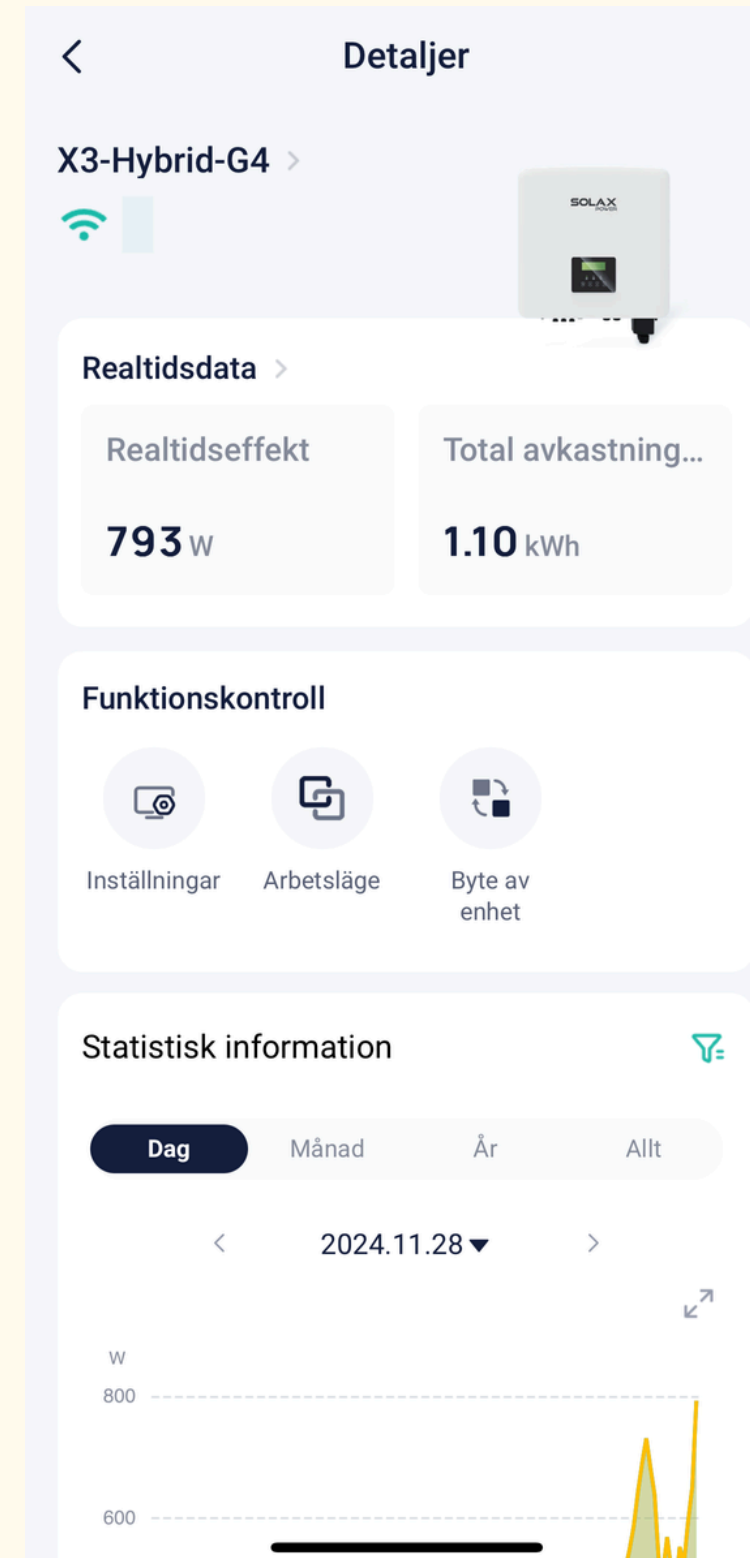 Detaljer
X3-Hybrid-G4
SOLAX
POWER
Realtidsdata
Realtidseffekt
Total avkastning...
793 W
1.10 kWh
Funktionskontroll
Inställningar
Arbetsläge
Byte av
enhet
Statistisk information
Dag
Månad
År
Allt
2024.11.28
W
800
600